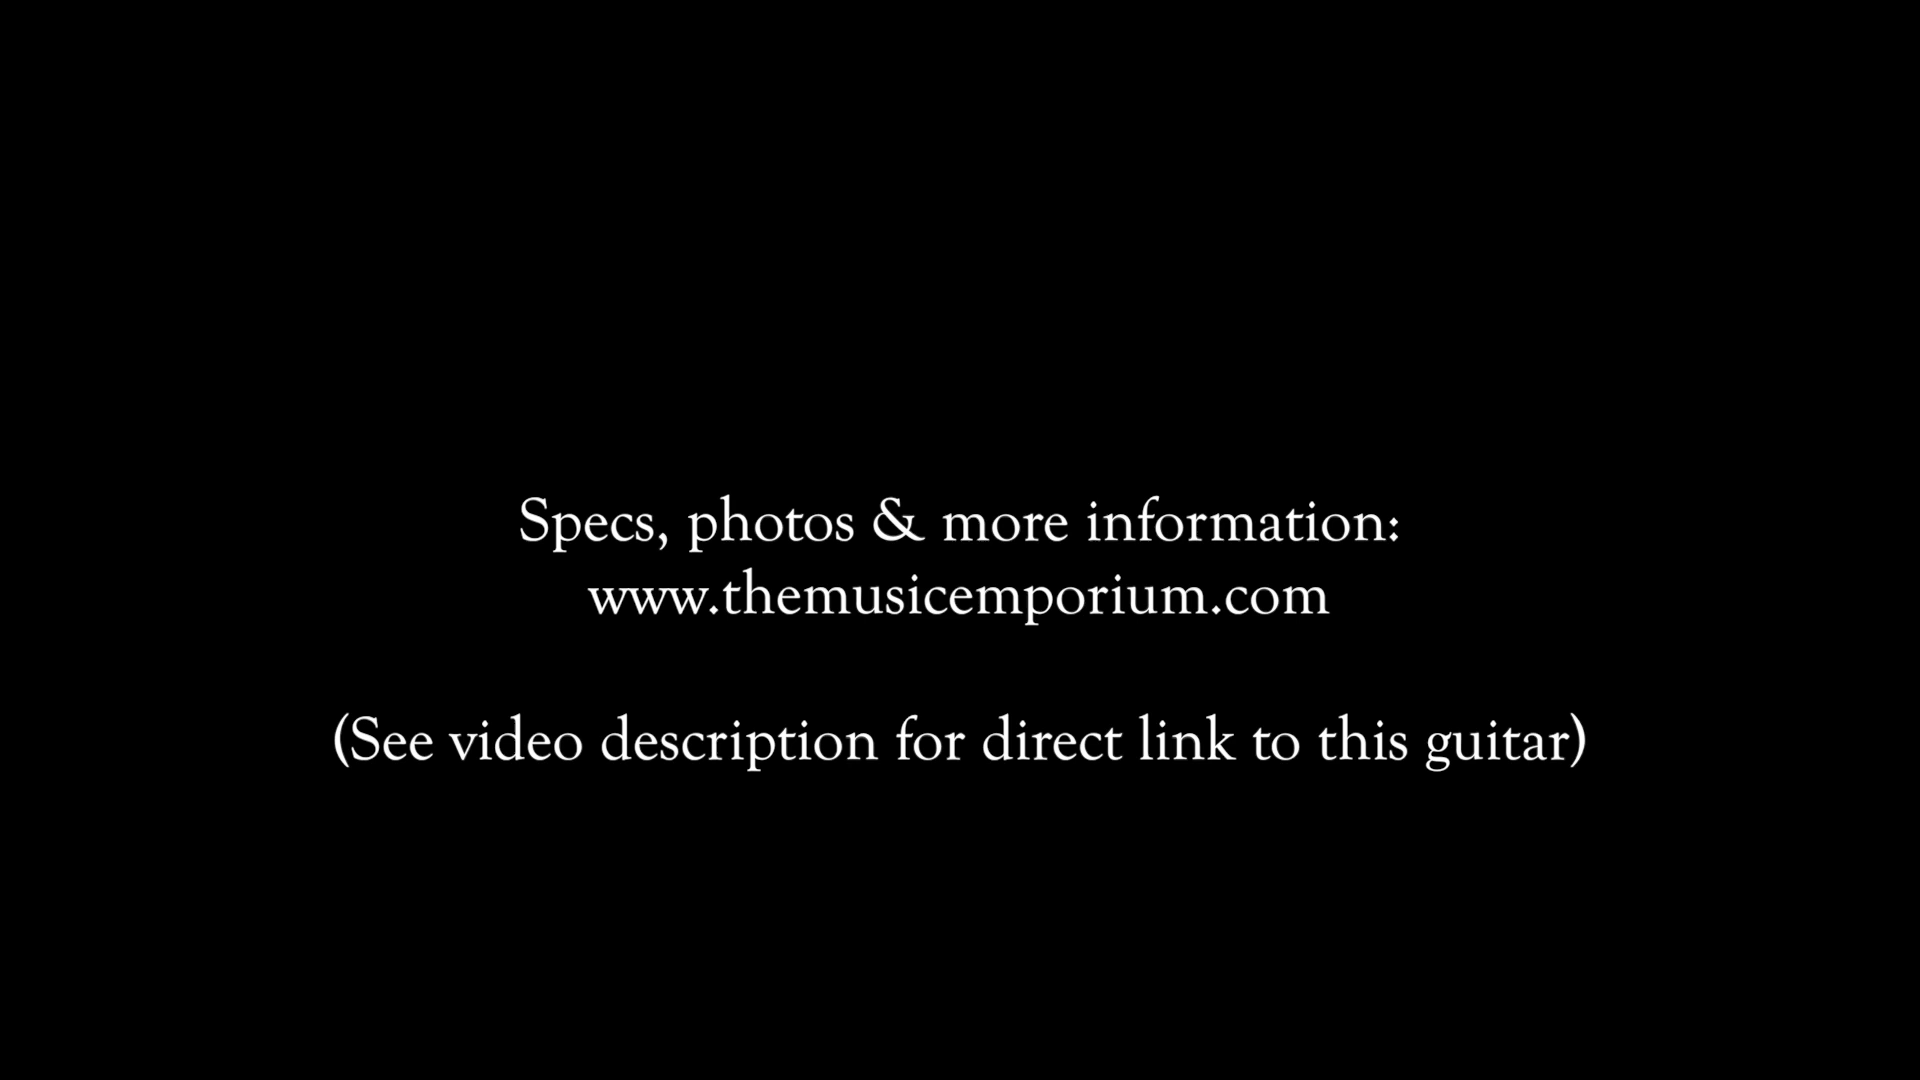 Specs, photos & more information:
www.themusicemporium.com
(See video description for direct link to this guitar)